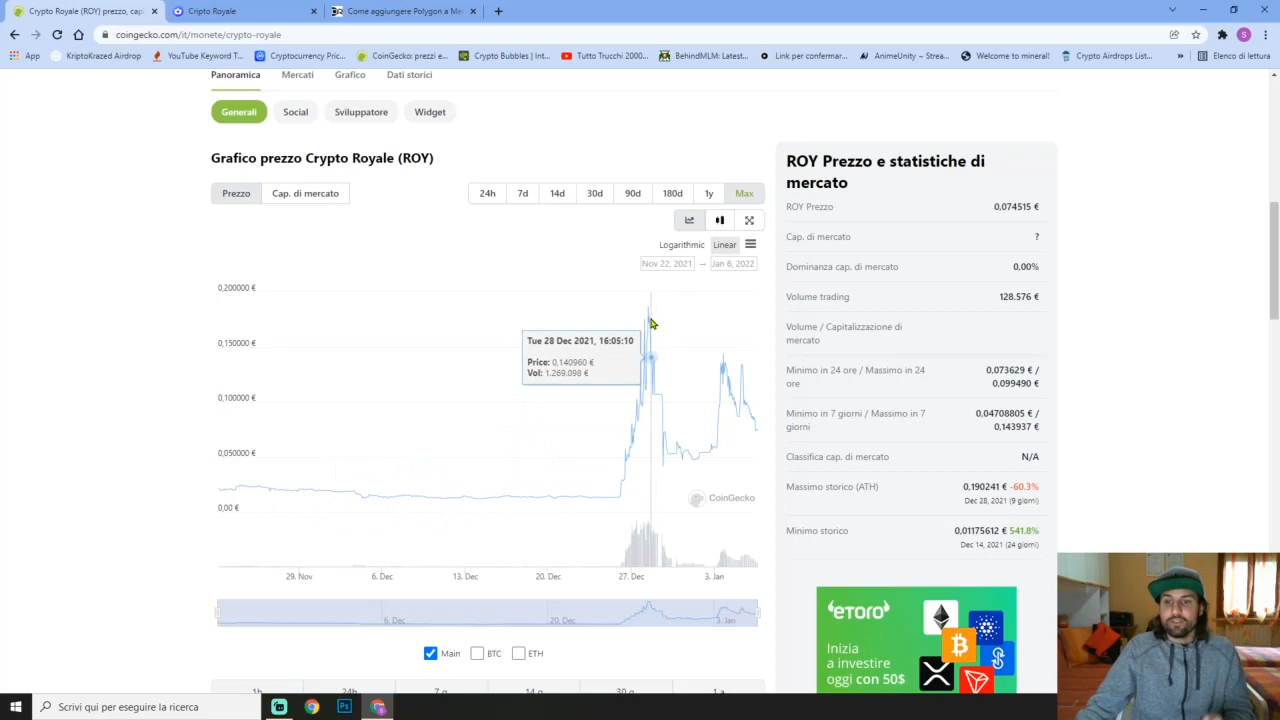 Crypto Royale (ROY) prezzo, cap
Cripto Royale
Come aggiungere Polygon a Me
coingecko.com/it/monete/crypto-royale
App
KriptoKrazed Airdrop
YouTube Keyword T...
Cryptocurrency Pric...
CoinGecko: prezzi e...
Crypto Bubbles | Int...
Tutto Trucchi 2000...
BehindMLM: Latest...
Link per confermar...
AnimeUnity ~ Strea...
Welcome to minerall
Crypto Airdrops List...
»
Elenco di lettura
Panoramica
Mercati
Grafico
Dati storici
Generali
Social
Sviluppatore
Widget
Grafico prezzo Crypto Royale (ROY)
Prezzo
Cap. di mercato
24h
7d
14d
30d
90d
180d
1y
Max
Logarithmic
Linear
Nov 22, 2021 → Jan 6, 2022
0,200000 €
0,150000 €
0,100000 €
0,050000 €
0,00 €
Tue 28 Dec 2021, 16:05:10
Price: 0,140960 €
Vol: 1.269.098 €
CoinGecko
29. Nov
6. Dec
13. Dec
20. Dec
27. Dec
3. Jan
6. Dec
20. Dec
3. Jan
Main
BTC
ETH
1h
24h
7 g
14 g
30 g
1 a
ROY Prezzo e statistiche di
mercato
ROY Prezzo
0,074515 €
Cap. di mercato
?
Dominanza cap. di mercato
0,00%
Volume trading
128.576 €
Volume / Capitalizzazione di
mercato
Minimo in 24 ore / Massimo in 24
ore
0,073629 € /
0,099490 €
Minimo in 7 giorni / Massimo in 7
giorni
0,04708805 € /
0,143937 €
Classifica cap. di mercato
N/A
Massimo storico (ATH)
0,190241 € -60.3%
Dec 28, 2021 (9 giorni)
Minimo storico
0,01175612 € 541.8%
Dec 14, 2021 (24 giorni)
eToro
Inizia
a investire
oggi con 50$
Scrivi qui per eseguire la ricerca
Ps